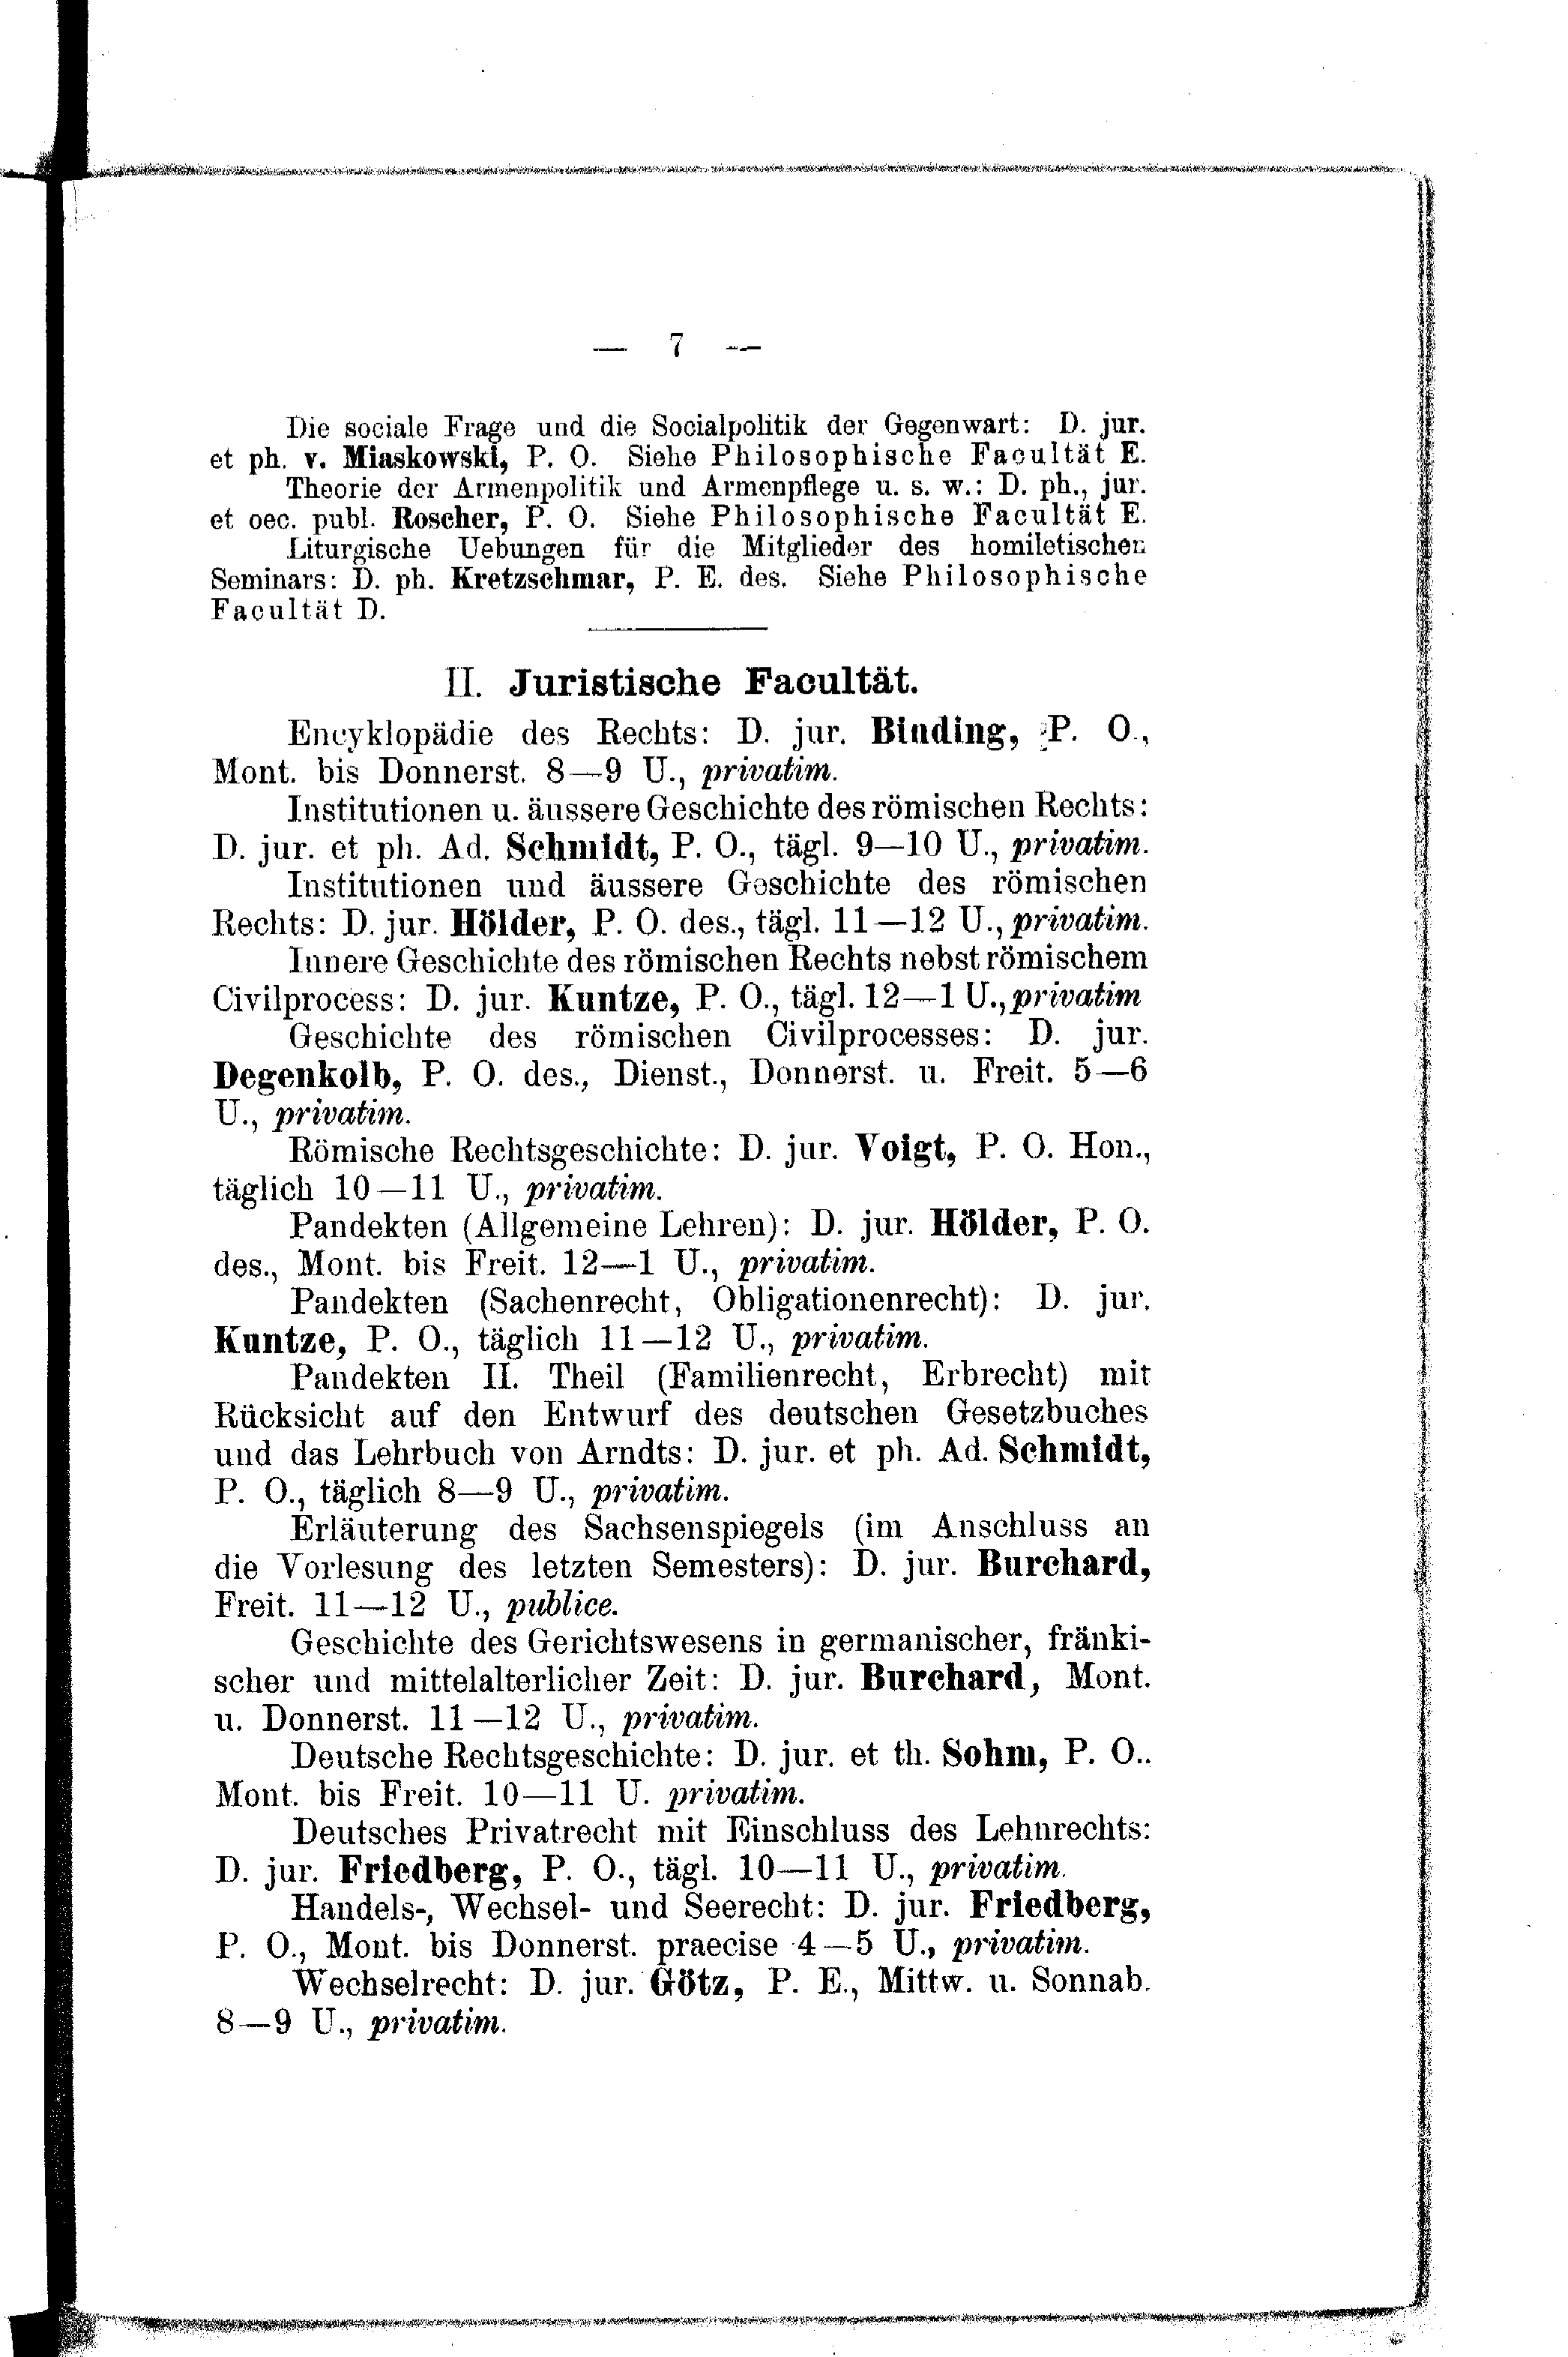 — 7 —
Die sociale Frage und die Socialpolitik der Gegenwart: D. jur.
et ph. v. Miaskowski, P. O. Siehe Philosophische Facultät E.
Theorie der Armenpolitik und Armenpflege u. s. w.: D. ph., jur.
et oec. publ. Roscher, P. O. Siehe Philosophische Facultät E.
Liturgische Uebungen für die Mitglieder des homiletischen
Seminars: D. ph. Kretzschmar, P. E. des. Siehe Philosophische
Facultät D.
II. Juristische Facultät.
Encyklopädie des Rechts: D. jur. Binding, P. O.,
Mont. bis Donnerst. 8—9 U., privatim.
Institutionen u. äussere Geschichte des römischen Rechts:
D. jur. et ph. Ad. Schmidt, P. O., tägl. 9—10 U., privatim.
Institutionen und äussere Geschichte des römischen
Rechts: D. jur. Hölder, P. O. des., tägl. 11—12 U., privatim.
Innere Geschichte des römischen Rechts nebst römischem
Civilprocess: D. jur. Kuntze, P. O., tägl. 12—1 U., privatim
Geschichte des römischen Civilprocesses: D. jur.
Degenkolb, P. O. des., Dienst., Donnerst. u. Freit. 5—6
U., privatim.
Römische Rechtsgeschichte: D. jur. Voigt, P. O. Hon.,
täglich 10—11 U., privatim.
Pandekten (Allgemeine Lehren): D. jur. Hölder, P. O.
des., Mont. bis Freit. 12—1 U., privatim.
Pandekten (Sachenrecht, Obligationenrecht): D. jur.
Kuntze, P. O., täglich 11—12 U., privatim.
Pandekten II. Theil (Familienrecht, Erbrecht) mit
Rücksicht auf den Entwurf des deutschen Gesetzbuches
und das Lehrbuch von Arndts: D. jur. et ph. Ad. Schmidt,
P. O., täglich 8—9 U., privatim.
Erläuterung des Sachsenspiegels (im Anschluss an
die Vorlesung des letzten Semesters): D. jur. Burchard,
Freit. 11—12 U., publice.
Geschichte des Gerichtswesens in germanischer, fränki-
scher und mittelalterlicher Zeit: D. jur. Burchard, Mont.
u. Donnerst. 11—12 U., privatim.
Deutsche Rechtsgeschichte: D. jur. et th. Sohm, P. O..
Mont. bis Freit. 10—11 U. privatim.
Deutsches Privatrecht mit Einschluss des Lehnrechts:
D. jur. Friedberg, P. O., tägl. 10—11 U., privatim.
Handels-, Wechsel- und Seerecht: D. jur. Friedberg,
P. O., Mont. bis Donnerst. praecise 4—5 U., privatim.
Wechselrecht: D. jur. Götz, P. E., Mittw. u. Sonnab.
8—9 U., privatim.